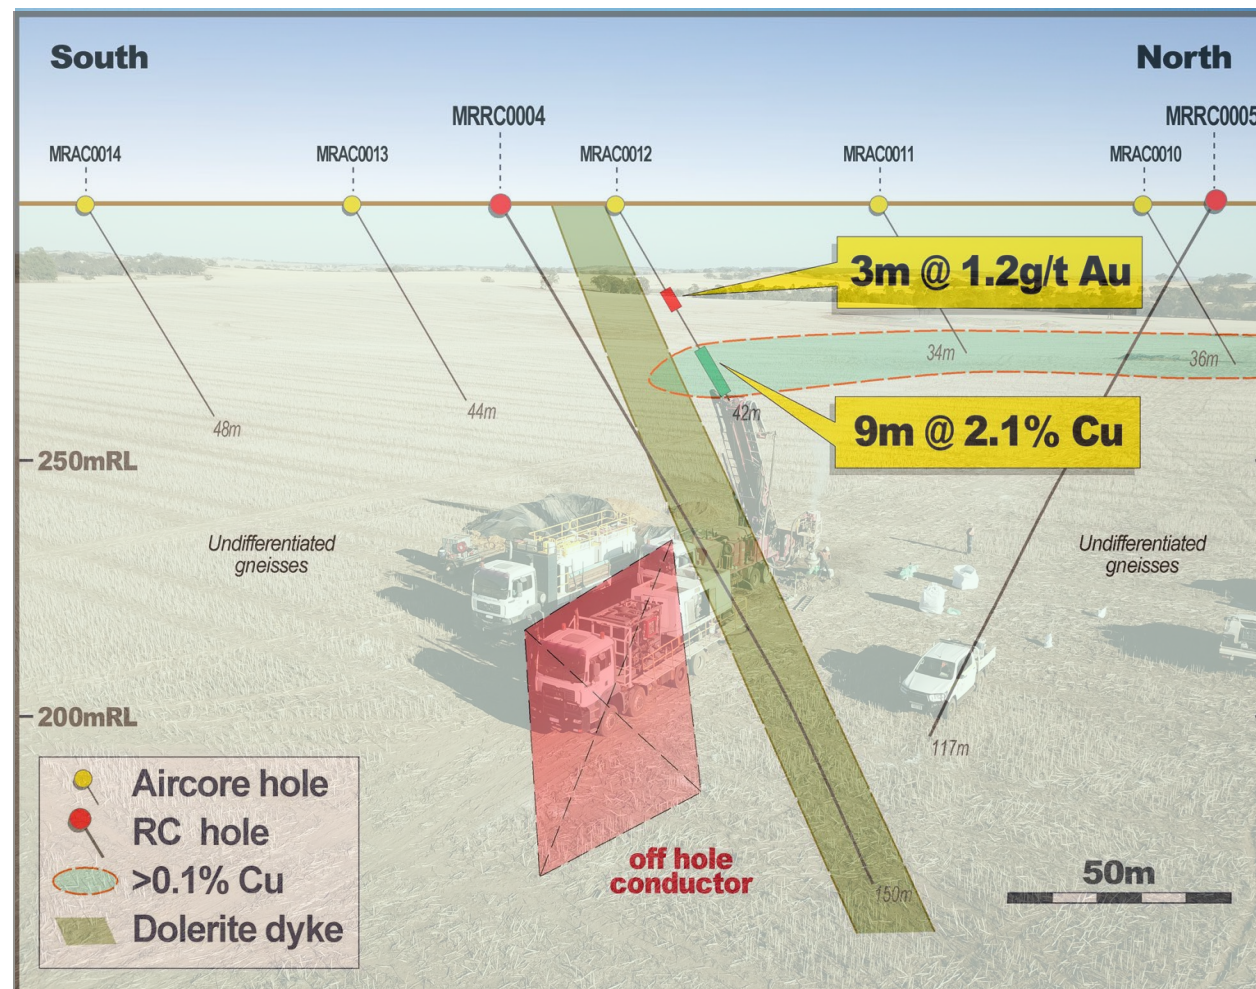 South
North
MRRC0004
MRRC0005
MRAC0014
MRAC0013
MRAC0012
MRAC0011
MRAC0010
3m @ 1.2g/t Au
34m
36m
9m @ 2.1% Cu
42m
44m
48m
250mRL
Undifferentiated
gneisses
Undifferentiated
gneisses
200mRL
117m
Aircore hole
RC hole
>0.1% Cu
Dolerite dyke
off hole
conductor
150m
50m